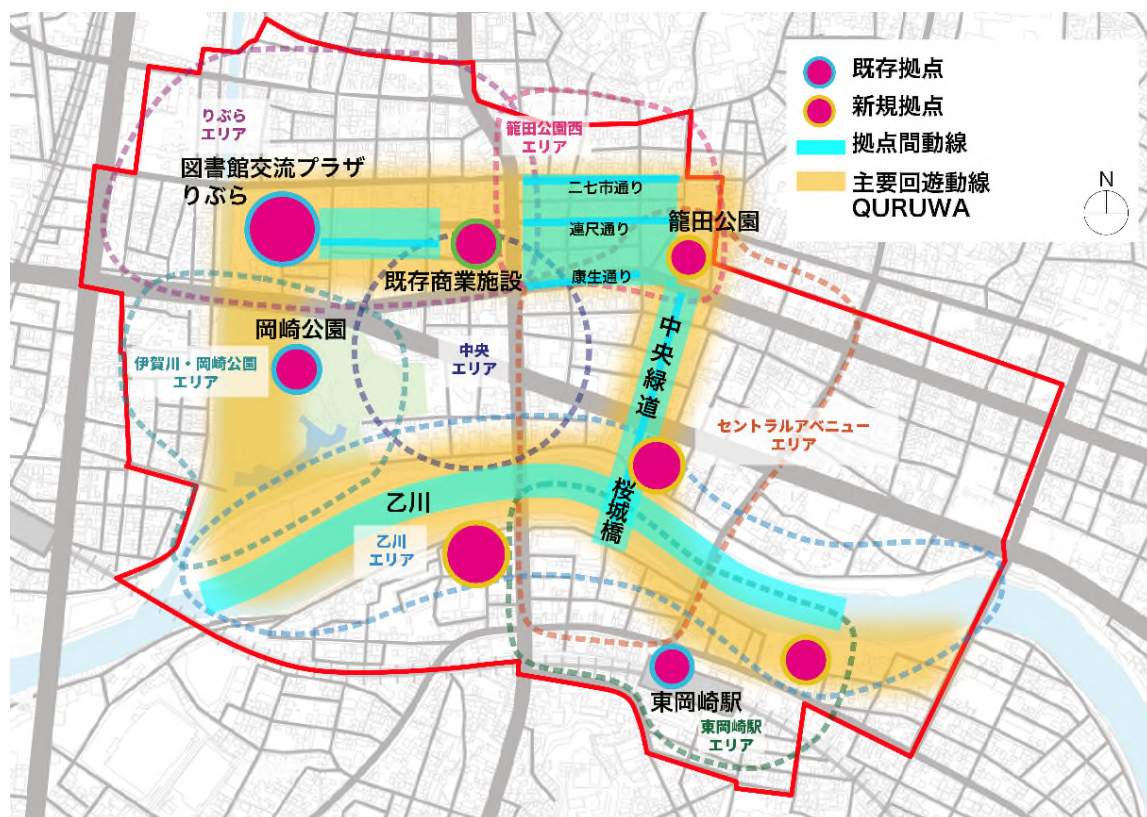 既存拠点
新規拠点
拠点間動線
主要回遊動線
QURUWA
N
りぶら
エリア
籠田公園西
エリア
図書館交流プラザ
りぶら
二七市通り
連尺通り
籠田公園
康生通り
既存商業施設
岡崎公園
伊賀川・岡崎公園
エリア
中央
エリア
中央緑道
セントラルアベニュー
エリア
桜城橋
乙川
乙川
エリア
東岡崎駅
東岡崎駅
エリア